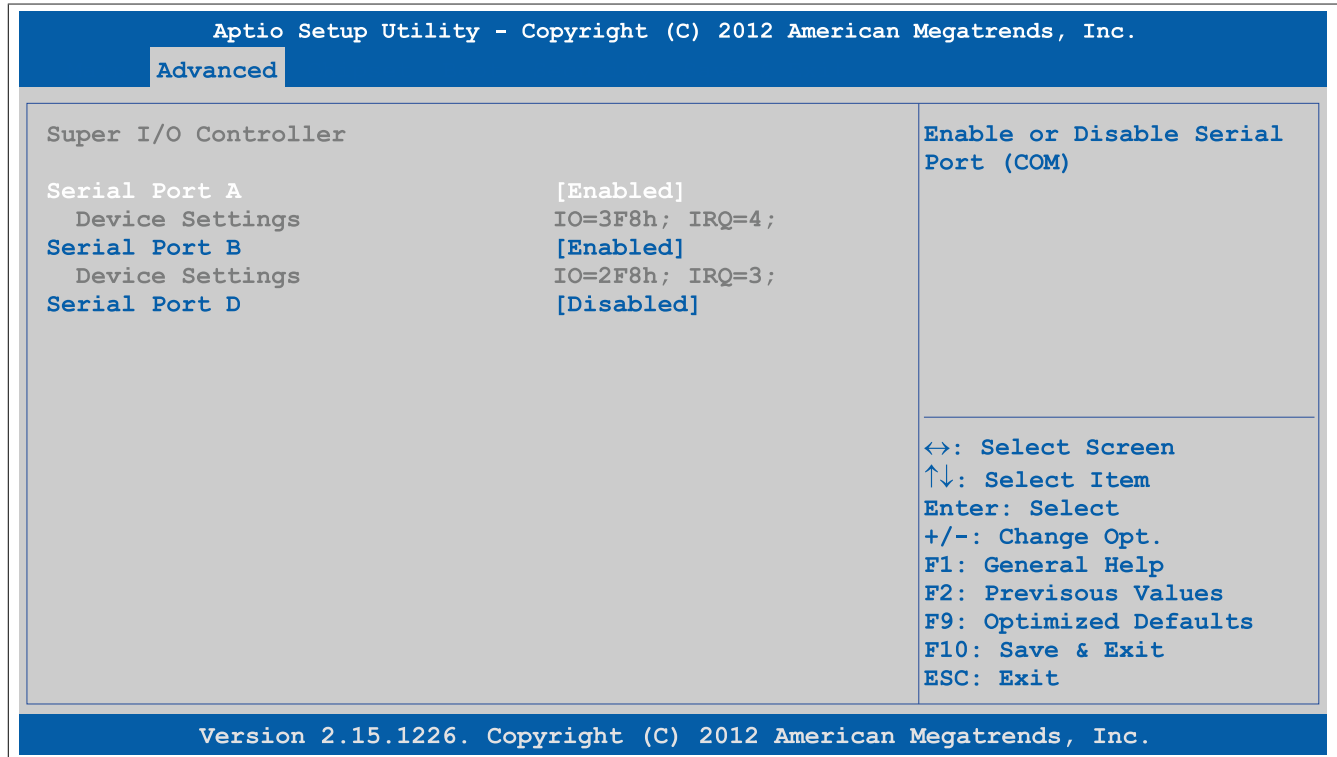 Aptio Setup Utility - Copyright (C) 2012 American Megatrends, Inc.
Advanced
Super I/O Controller
Serial Port A [Enabled]
Device Settings IO=3F8h; IRQ=4;
Serial Port B [Enabled]
Device Settings IO=2F8h; IRQ=3;
Serial Port D [Disabled]
Enable or Disable Serial
Port (COM)
↔: Select Screen
↑↓: Select Item
Enter: Select
+/-: Change Opt.
F1: General Help
F2: Previsous Values
F9: Optimized Defaults
F10: Save & Exit
ESC: Exit
Version 2.15.1226. Copyright (C) 2012 American Megatrends, Inc.